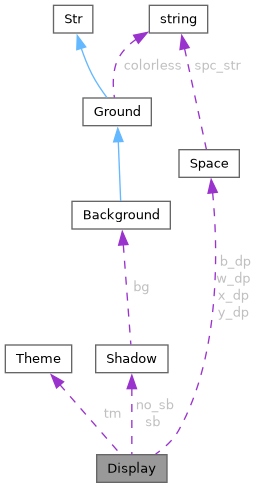 Str
string
colorless
spc_str
Ground
Space
Background
b_dp
w_dp
x_dp
y_dp
bg
Theme
Shadow
tm
no_sb
sb
Display